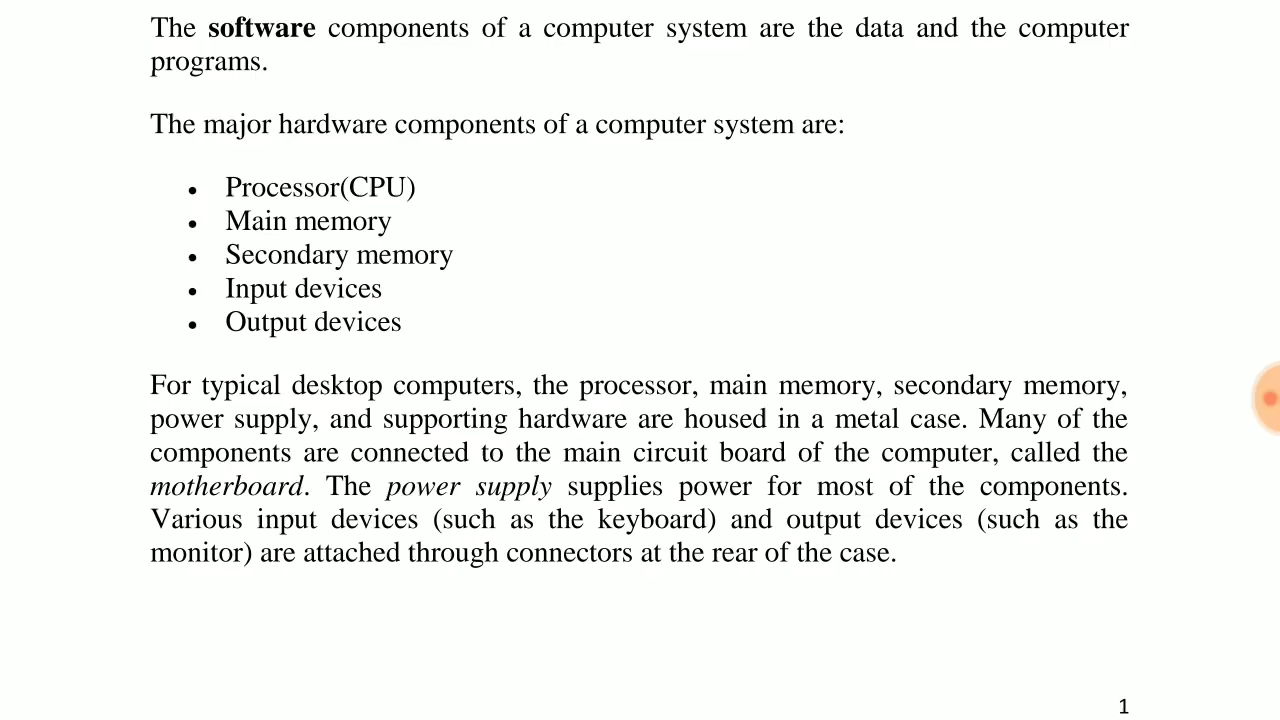 The software components of a computer system are the data and the computer
programs.
The major hardware components of a computer system are:
• Processor(CPU)
• Main memory
• Secondary memory
• Input devices
• Output devices
For typical desktop computers, the processor, main memory, secondary memory,
power supply, and supporting hardware are housed in a metal case. Many of the
components are connected to the main circuit board of the computer, called the
motherboard. The power supply supplies power for most of the components.
Various input devices (such as the keyboard) and output devices (such as the
monitor) are attached through connectors at the rear of the case.
1